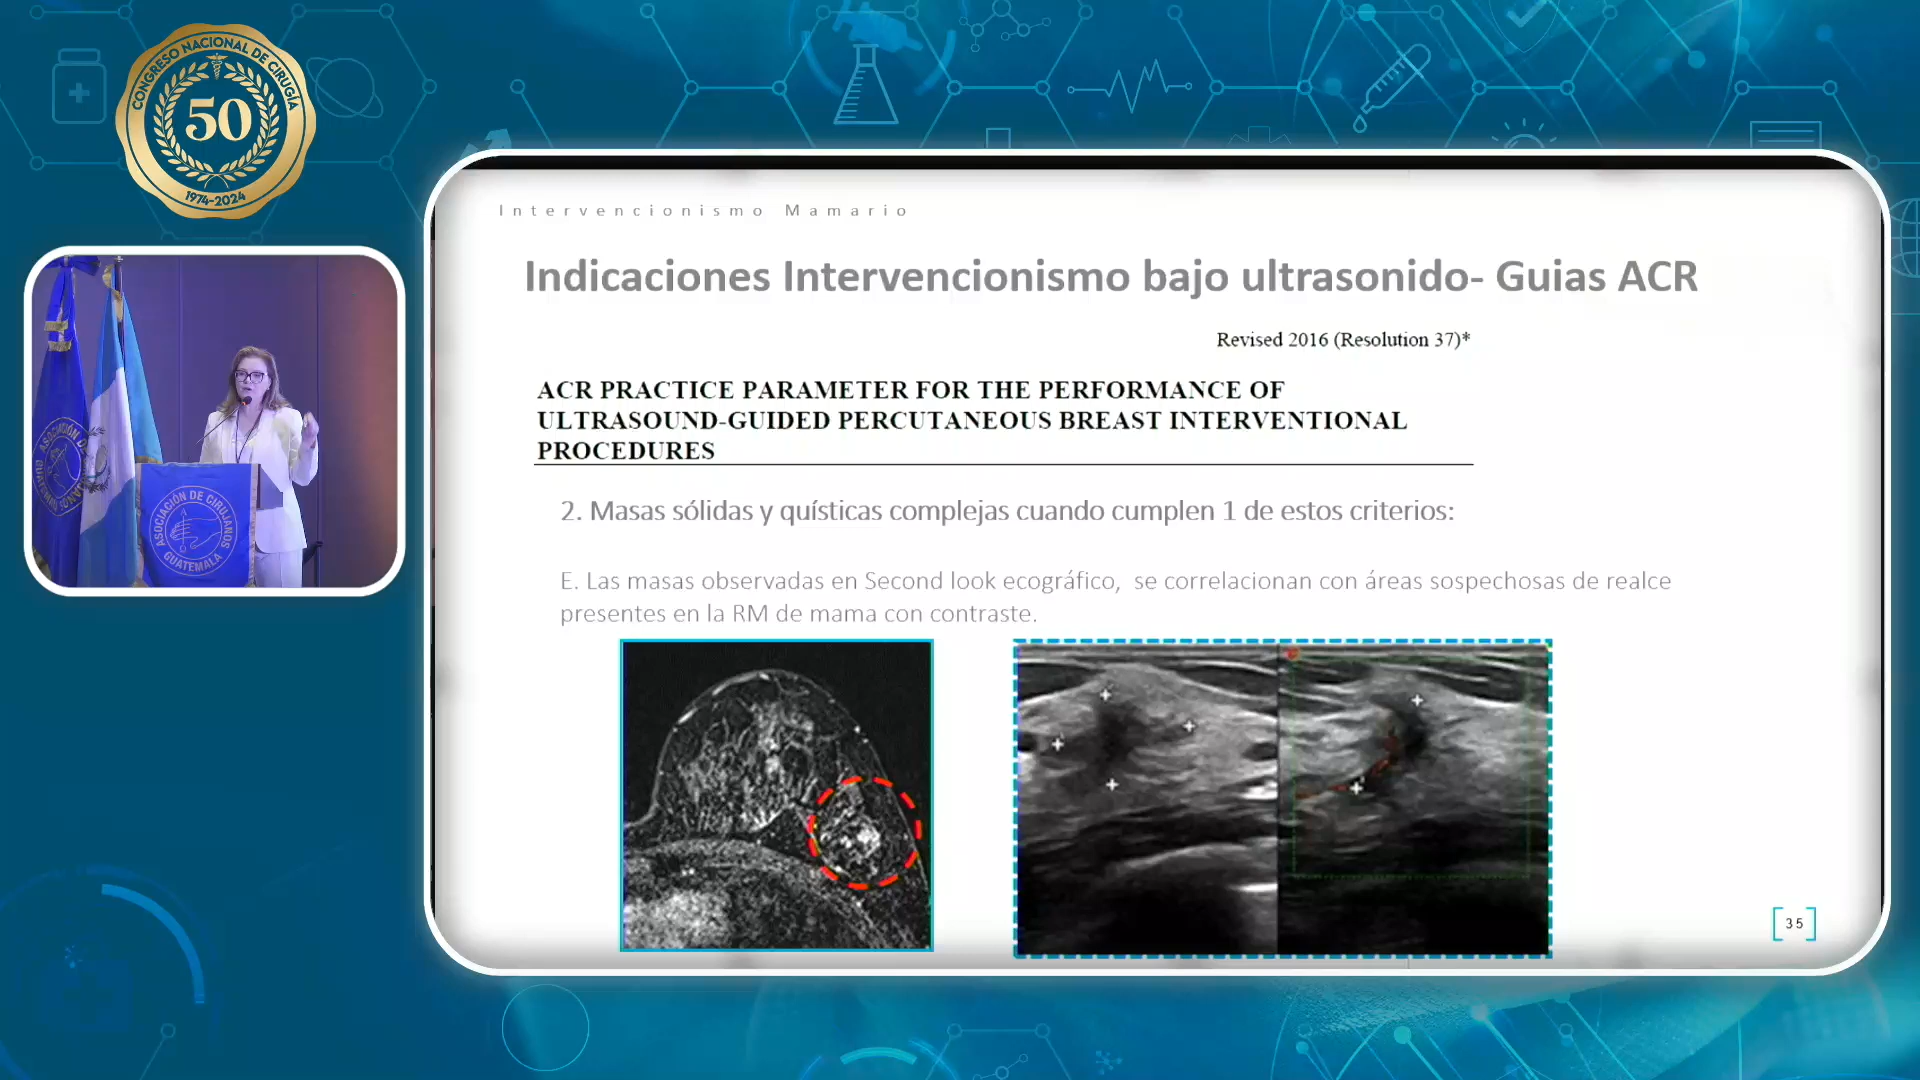 CONGRESO NACIONAL DE CIRUGÍA
50
1974-2024
Intervencionismo Mamario
Indicaciones Intervencionismo bajo ultrasonido- Guias ACR
Revised 2016 (Resolution 37)*
ACR PRACTICE PARAMETER FOR THE PERFORMANCE OF
ULTRASOUND-GUIDED PERCUTANEOUS BREAST INTERVENTIONAL
PROCEDURES
2. Masas sólidas y quísticas complejas cuando cumplen 1 de estos criterios:
E. Las masas observadas en Second look ecográfico, se correlacionan con áreas sospechosas de realce
presentes en la RM de mama con contraste.
35
ASOCIACIÓN DE CIRUJANOS
GUATEMALA